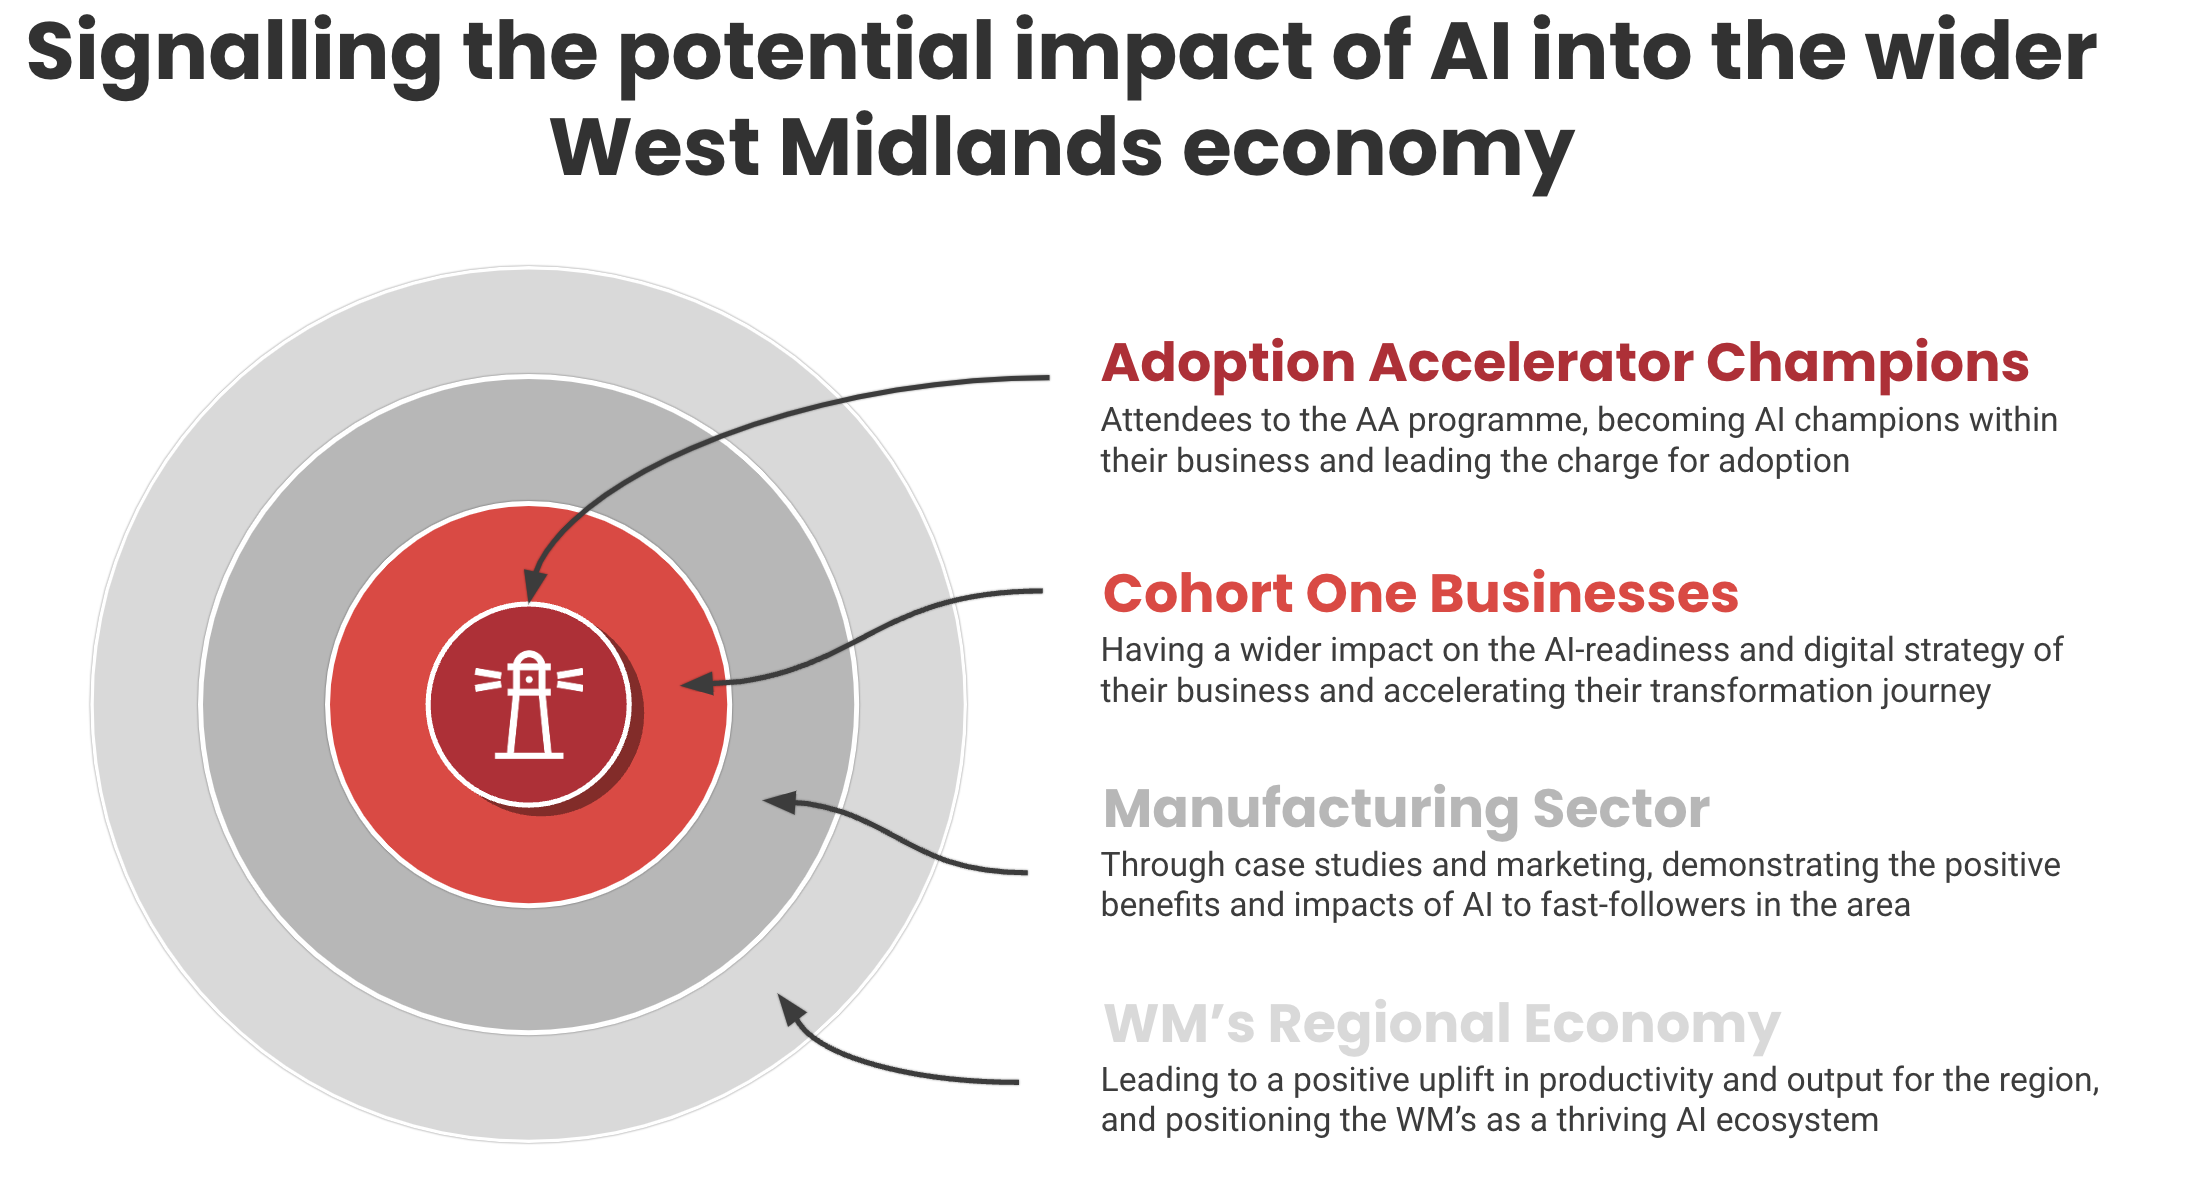 Signalling the potential impact of AI into the wider
West Midlands economy
Adoption Accelerator Champions
Attendees to the AA programme, becoming AI champions within
their business and leading the charge for adoption
Cohort One Businesses
Having a wider impact on the AI-readiness and digital strategy of
their business and accelerating their transformation journey
Manufacturing Sector
Through case studies and marketing, demonstrating the positive
benefits and impacts of AI to fast-followers in the area
WM’s Regional Economy
Leading to a positive uplift in productivity and output for the region,
and positioning the WM’s as a thriving AI ecosystem